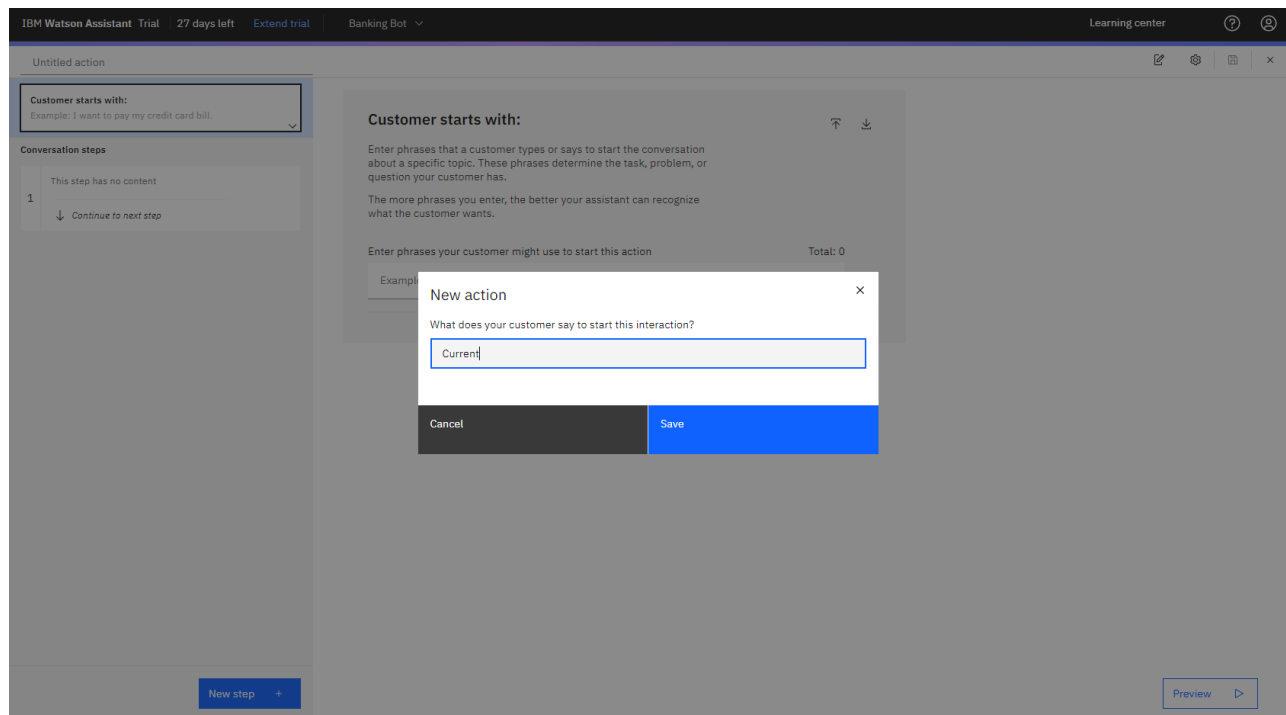 IBM Watson Assistant Trial 27 days left Extend trial Banking Bot Learning center
Untitled action
Customer starts with:
Example: I want to pay my credit card bill.
Conversation steps
1
This step has no content
Continue to next step
New step +
Customer starts with:
Enter phrases that a customer types or says to start the conversation
about a specific topic. These phrases determine the task, problem, or
question your customer has.
The more phrases you enter, the better your assistant can recognize
what the customer wants.
Enter phrases your customer might use to start this action Total: 0
New action
What does your customer say to start this interaction?
Current
Cancel Save
Preview